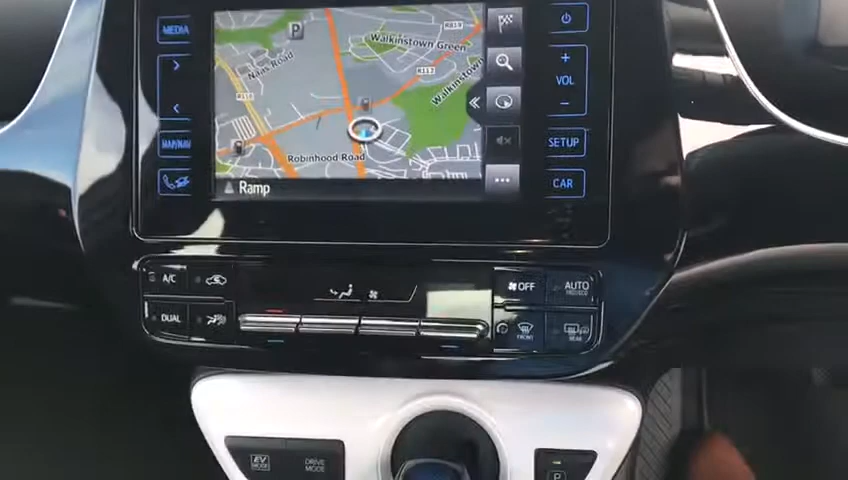 MEDIA
MAP/NAV
P
Walkinstown Green
R819
Naas Road
R112
Walkinstown
R110
Robinhood Road
Ramp
VOL
SETUP
CAR
A/C
DUAL
OFF
AUTO
FRONT
REAR
EV
MODE
DRIVE
MODE
P